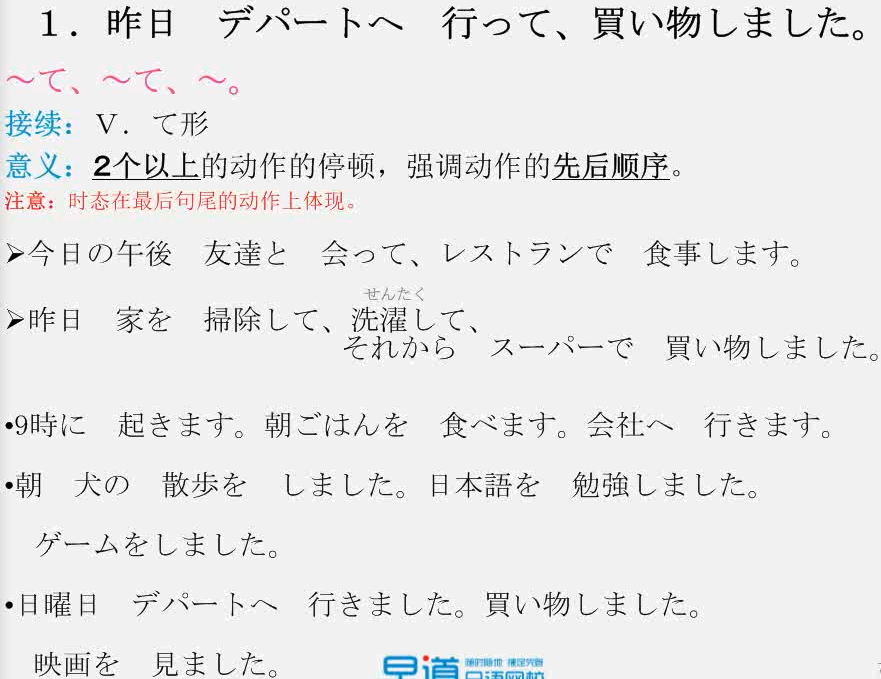 １．昨日　デパートへ　行って、買い物しました。
～て、～て、～。
接续：Ｖ．て形
意义：2个以上的动作的停顿，强调动作的先后顺序。
注意：时态在最后句尾的动作上体现。
➢今日の午後　友達と　会って、レストランで　食事します。
せんたく
➢昨日　家を　掃除して、洗濯して、
それから　スーパーで　買い物しました。
•9時に　起きます。朝ごはんを　食べます。会社へ　行きます。
•朝　犬の　散歩を　しました。日本語を　勉強しました。
ゲームをしました。
•日曜日　デパートへ　行きました。買い物しました。
映画を　見ました。
早道